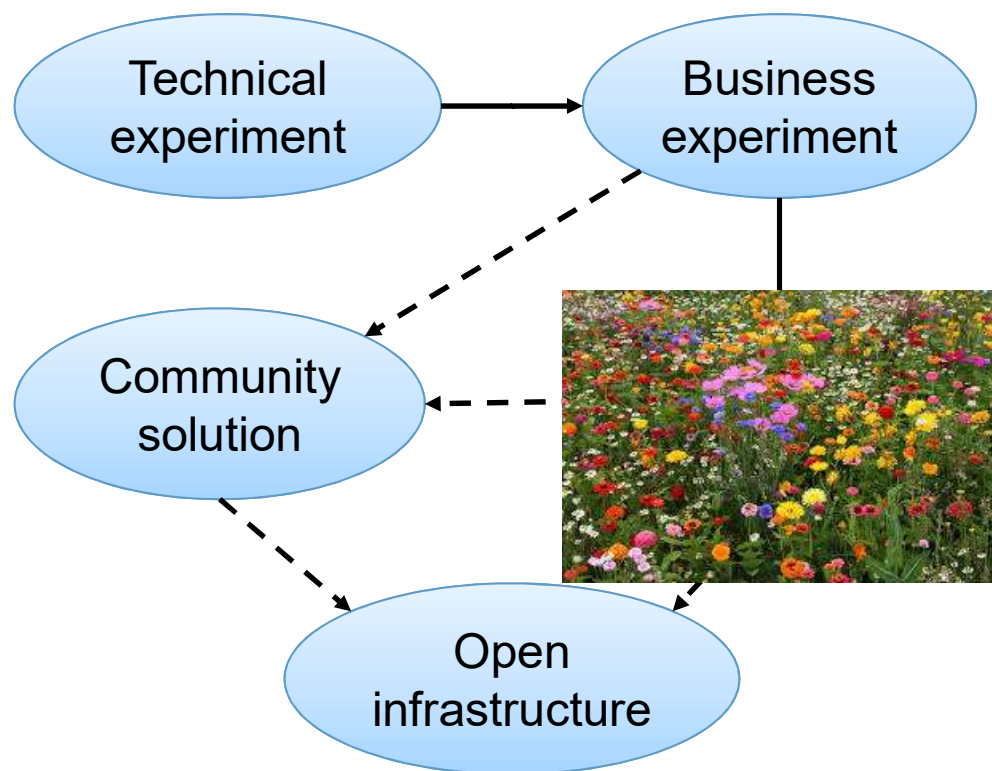 Technical
experiment
Business
experiment
Community
solution
Open
infrastructure